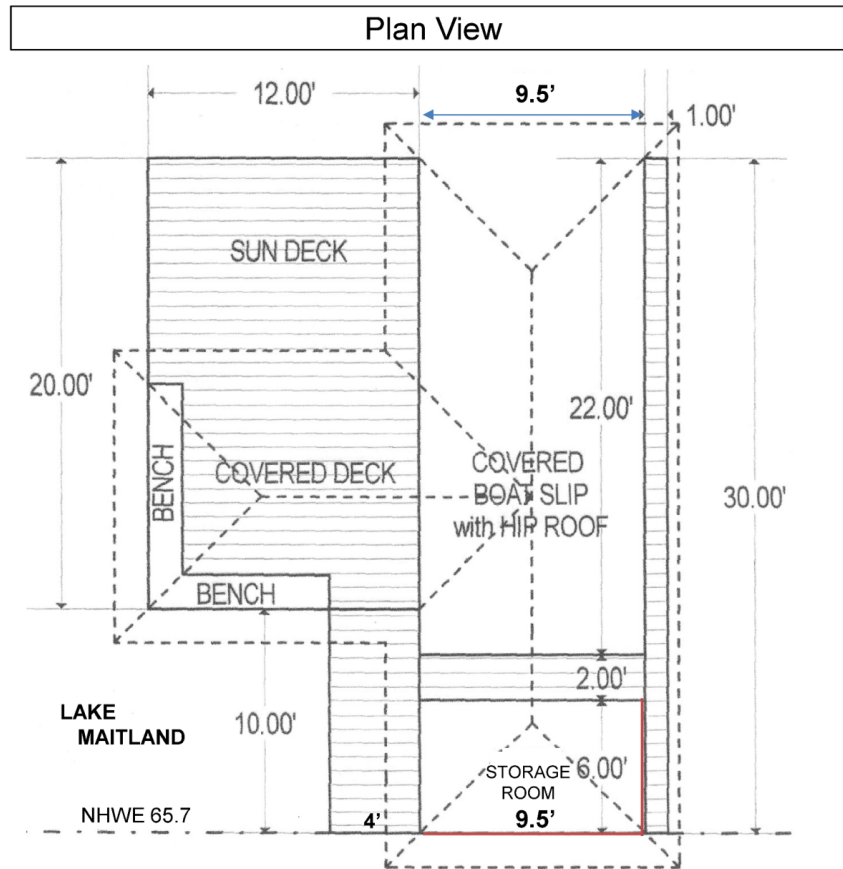 Plan View
12.00'
9.5’
1.00'
SUN DECK
20.00'
22.00'
BENCH
COVERED DECK
COVERED
BOAT SLIP
with HIP ROOF
30.00'
BENCH
2.00'
LAKE
MAITLAND
10.00'
STORAGE
ROOM
6.00'
NHWE 65.7
4’
9.5’